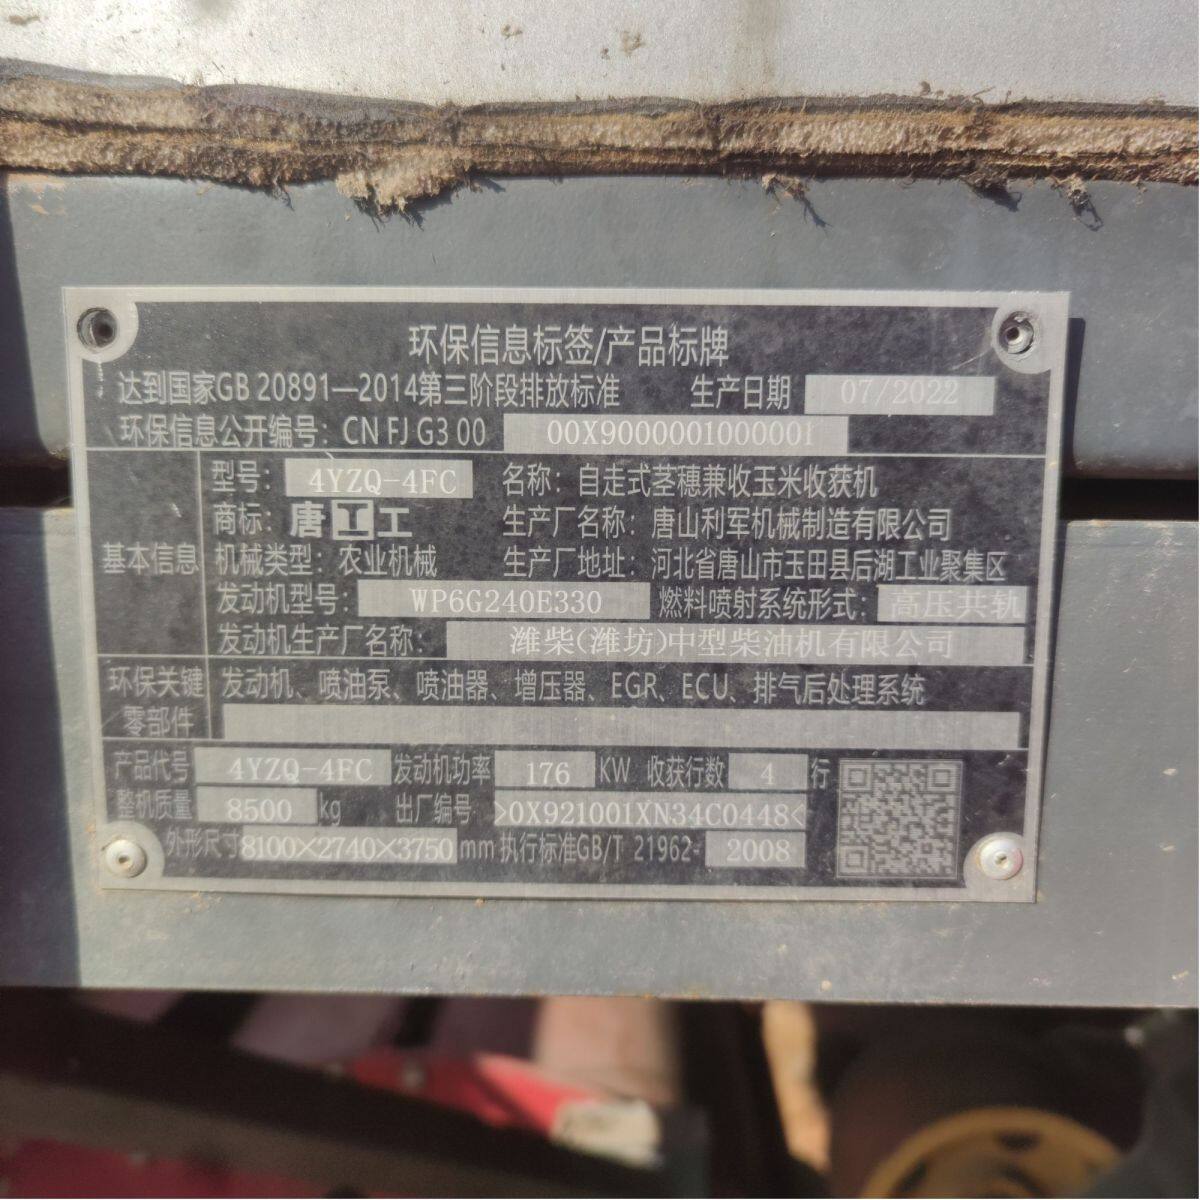 环保信息标签/产品标牌
达到国家GB 20891—2014第三阶段排放标准 生产日期 07/2022
环保信息公开编号: CN FJ G3 00 00X9000001000001
型号: 4YZQ-4FC 名称: 自走式茎穗兼收玉米收获机
商标: 唐工工 生产厂名称: 唐山利军机械制造有限公司
基本信息 机械类型: 农业机械 生产厂地址: 河北省唐山市玉田县后湖工业聚集区
发动机型号: WP6G240E330 燃料喷射系统形式: 高压共轨
发动机生产厂名称: 潍柴(潍坊)中型柴油机有限公司
环保关键零部件 发动机、喷油泵、喷油器、增压器、EGR、ECU、排气后处理系统
产品代号 4YZQ-4FC 发动机功率 176 KW 收获行数 4 行
整机质量 8500 kg 出厂编号 >0X921001XN34C0448<
外形尺寸 8100×2740×3750 mm 执行标准GB/T 21962- 2008